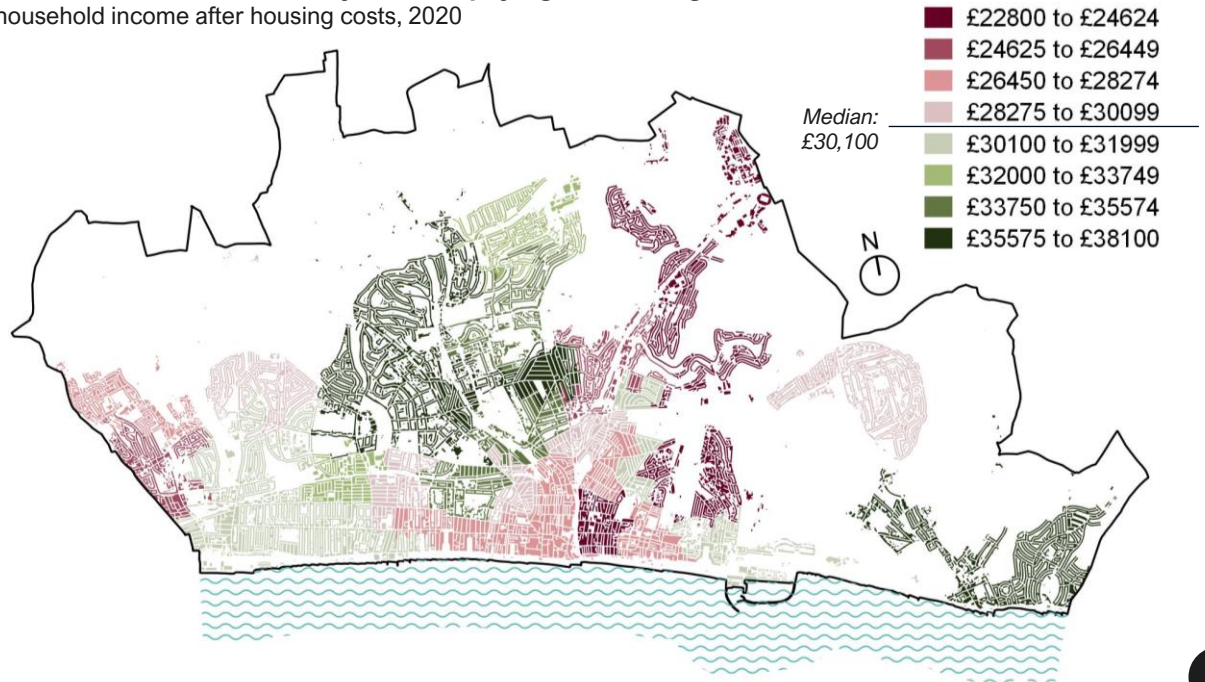 household income after housing costs, 2020
£22800 to £24624
£24625 to £26449
£26450 to £28274
£28275 to £30099
Median:
£30,100
£30100 to £31999
£32000 to £33749
£33750 to £35574
£35575 to £38100
N